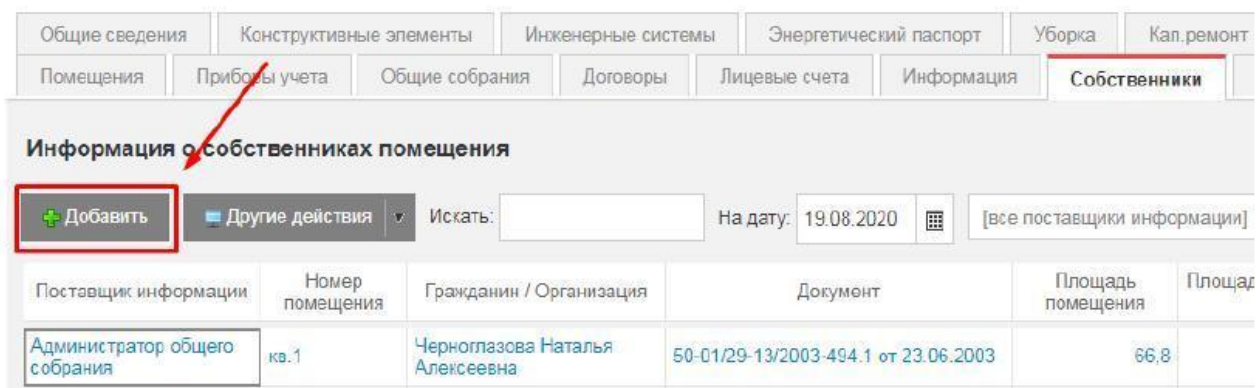 Общие сведения Конструктивные элементы Инженерные системы Энергетический паспорт Уборка Кап.ремонт
Помещения Приборы учета Общие собрания Договоры Лицевые счета Информация Собственники
Информация о собственниках помещения
Добавить Другие действия Искать: На дату: 19.08.2020 [все поставщики информации]
Поставщик информации Номер помещения Гражданин / Организация Документ Площадь помещения Площад
Администратор общего собрания кв.1 Черноглазова Наталья Алексеевна 50-01/29-13/2003-494.1 от 23.06.2003 66,8